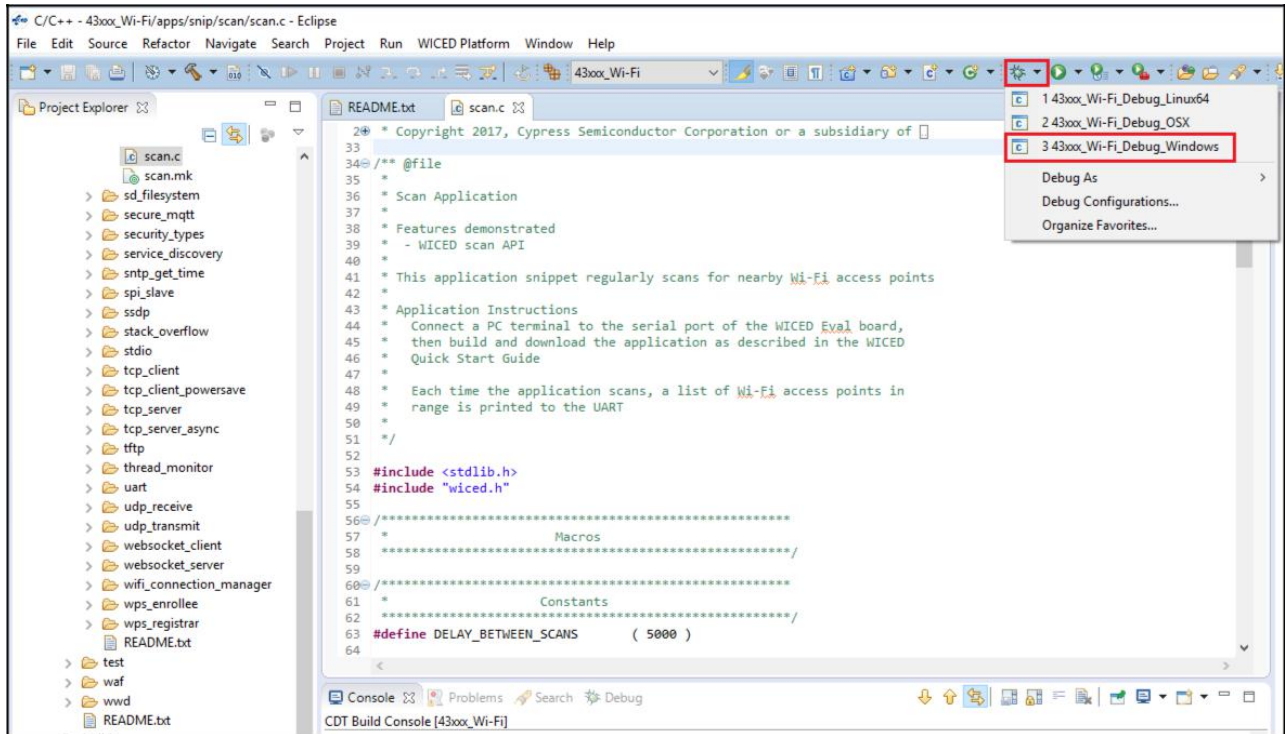 C/C++ - 43xxx_Wi-Fi/apps/snip/scan/scan.c - Eclipse
File Edit Source Refactor Navigate Search Project Run WICED Platform Window Help
43xxx_Wi-Fi
Project Explorer
scan.c
scan.mk
sd_filesystem
secure_mqtt
security_types
service_discovery
sntp_get_time
spi_slave
ssdp
stack_overflow
stdio
tcp_client
tcp_client_powersave
tcp_server
tcp_server_async
tftp
thread_monitor
uart
udp_receive
udp_transmit
websocket_client
websocket_server
wifi_connection_manager
wps_enrollee
wps_registrar
README.txt
test
waf
wwd
README.txt
README.txt scan.c
2 * Copyright 2017, Cypress Semiconductor Corporation or a subsidiary of
33
34 /** @file
35 *
36 * Scan Application
37 *
38 * Features demonstrated
39 * - WICED scan API
40 *
41 * This application snippet regularly scans for nearby Wi-Fi access points
42 *
43 * Application Instructions
44 * Connect a PC terminal to the serial port of the WICED Eval board,
45 * then build and download the application as described in the WICED
46 * Quick Start Guide
47 *
48 * Each time the application scans, a list of Wi-Fi access points in
49 * range is printed to the UART
50 *
51 */
52
53 #include <stdlib.h>
54 #include "wiced.h"
55
56 /******************************************************
57 * Macros
58 ******************************************************/
59
60 /******************************************************
61 * Constants
62 ******************************************************/
63 #define DELAY_BETWEEN_SCANS ( 5000 )
64
1 43xxx_Wi-Fi_Debug_Linux64
2 43xxx_Wi-Fi_Debug_OSX
3 43xxx_Wi-Fi_Debug_Windows
Debug As
Debug Configurations...
Organize Favorites...
Console Problems Search Debug
CDT Build Console [43xxx_Wi-Fi]